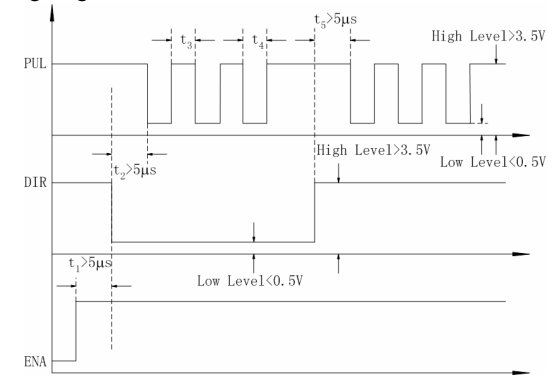 t5>5μs
High Level>3.5V
PUL
t3
t4
High Level>3.5V
t2>5μs
Low Level<0.5V
DIR
t1>5μs
Low Level<0.5V
ENA